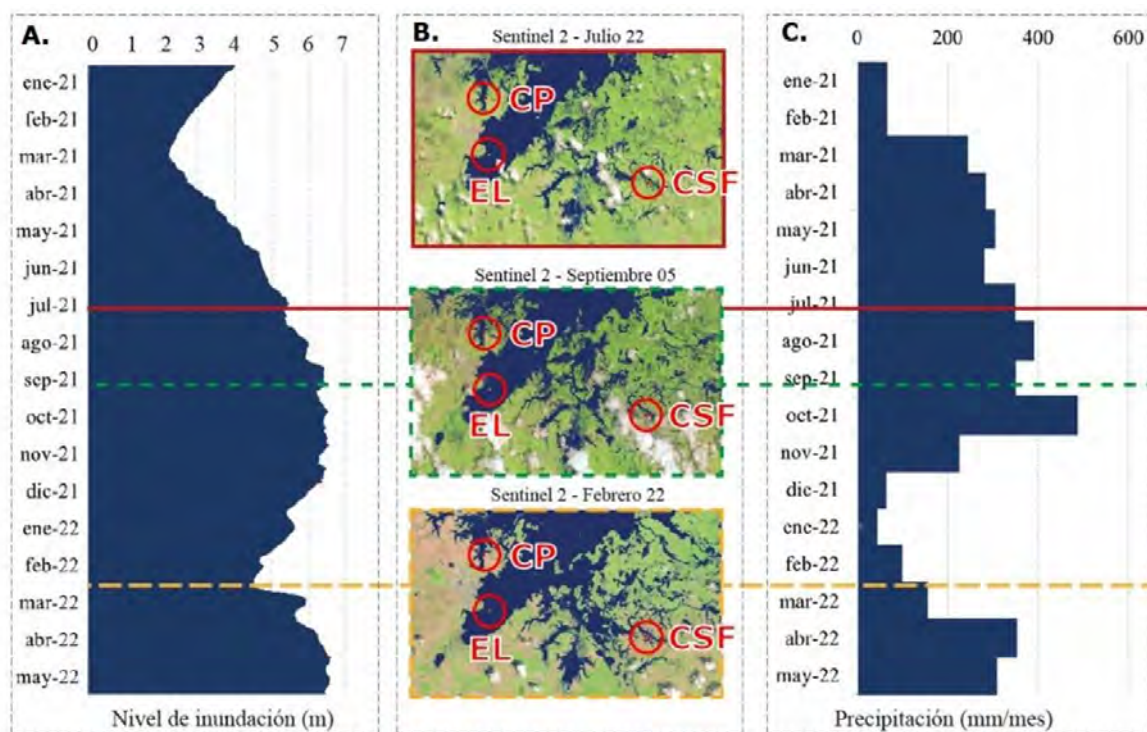 A.
0 1 2 3 4 5 6 7
ene-21
feb-21
mar-21
abr-21
may-21
jun-21
jul-21
ago-21
sep-21
oct-21
nov-21
dic-21
ene-22
feb-22
mar-22
abr-22
may-22
Nivel de inundación (m)
B.
Sentinel 2 - Julio 22
CP
EL
CSF
Sentinel 2 - Septiembre 05
CP
EL
CSF
Sentinel 2 - Febrero 22
CP
EL
CSF
C.
0 200 400 600
ene-21
feb-21
mar-21
abr-21
may-21
jun-21
jul-21
ago-21
sep-21
oct-21
nov-21
dic-21
ene-22
feb-22
mar-22
abr-22
may-22
Precipitación (mm/mes)